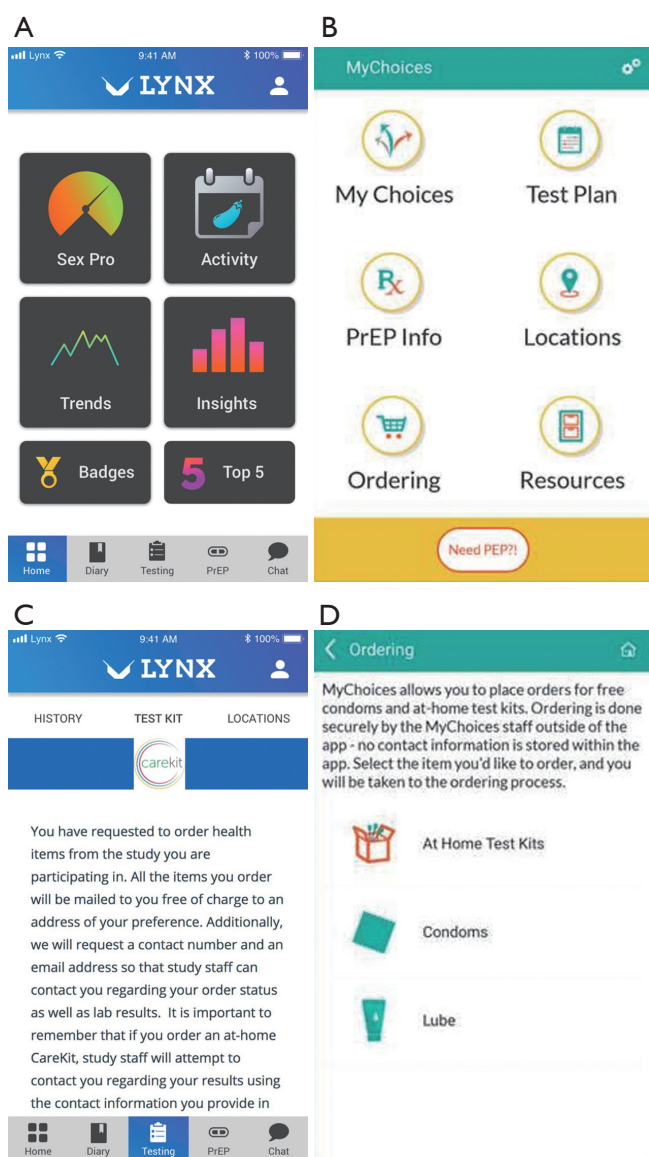 A
Lynx 9:41 AM 100%
LYNX
Sex Pro
Activity
Trends
Insights
Badges
5 Top 5
Home Diary Testing PrEP Chat
B
MyChoices
My Choices
Test Plan
Rx
PrEP Info
Locations
Ordering
Resources
Need PEP?!
C
Lynx 9:41 AM 100%
LYNX
HISTORY TEST KIT LOCATIONS
carekit
You have requested to order health
items from the study you are
participating in. All the items you order
will be mailed to you free of charge to an
address of your preference. Additionally,
we will request a contact number and an
email address so that study staff can
contact you regarding your order status
as well as lab results. It is important to
remember that if you order an at-home
CareKit, study staff will attempt to
contact you regarding your results using
the contact information you provide in
Home Diary Testing PrEP Chat
D
Ordering
MyChoices allows you to place orders for free
condoms and at-home test kits. Ordering is done
securely by the MyChoices staff outside of the
app - no contact information is stored within the
app. Select the item you'd like to order, and you
will be taken to the ordering process.
At Home Test Kits
Condoms
Lube